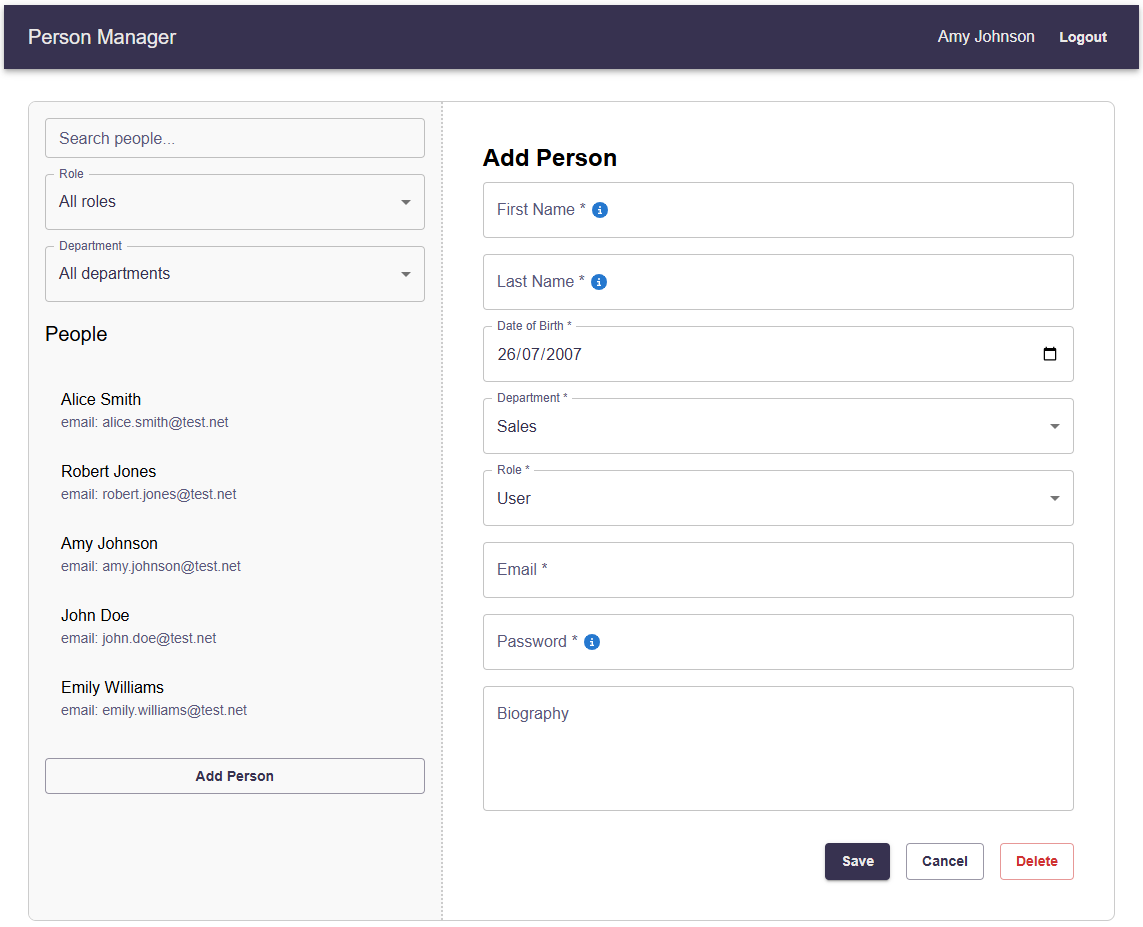 Person Manager
Amy Johnson
Logout
Search people...
Role
All roles
Department
All departments
People
Alice Smith
email: alice.smith@test.net
Robert Jones
email: robert.jones@test.net
Amy Johnson
email: amy.johnson@test.net
John Doe
email: john.doe@test.net
Emily Williams
email: emily.williams@test.net
Add Person
Add Person
First Name *
Last Name *
Date of Birth *
26/07/2007
Department *
Sales
Role *
User
Email *
Password *
Biography
Save
Cancel
Delete